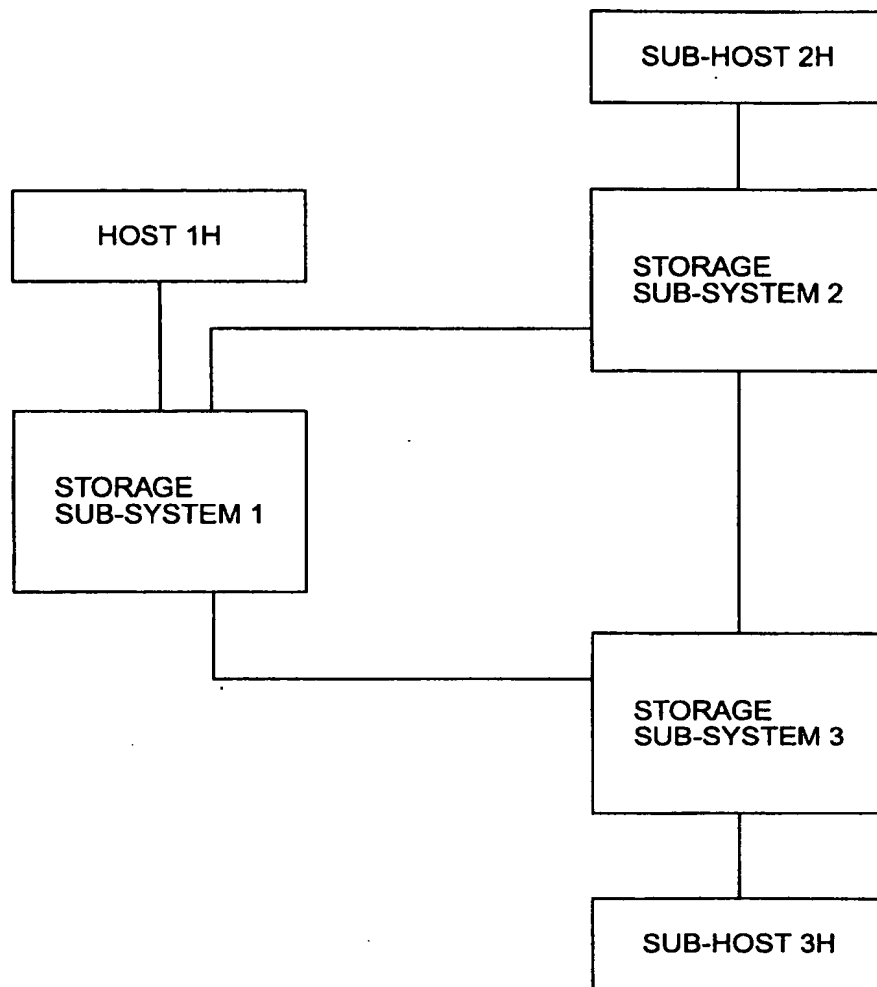 SUB-HOST 2H
HOST 1H
STORAGE
SUB-SYSTEM 2
STORAGE
SUB-SYSTEM 1
STORAGE
SUB-SYSTEM 3
SUB-HOST 3H